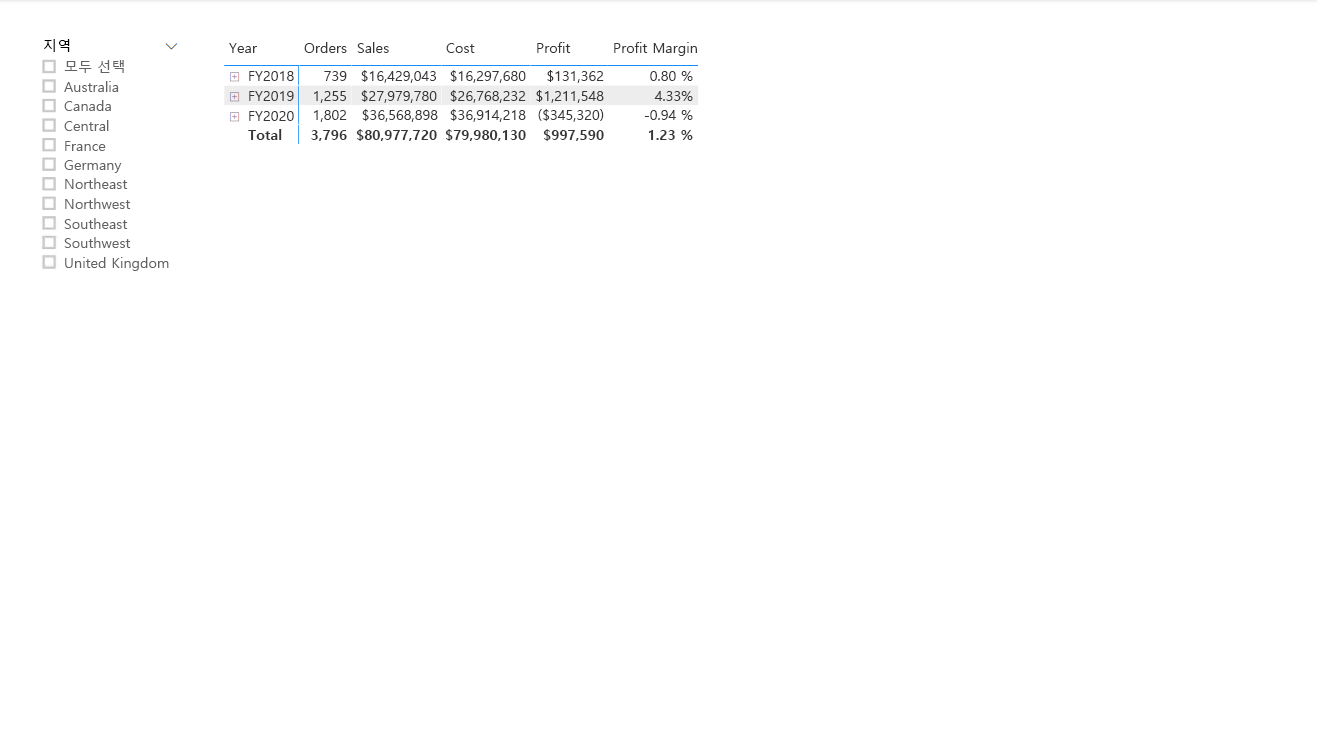 지역
모두 선택
Australia
Canada
Central
France
Germany
Northeast
Northwest
Southeast
Southwest
United Kingdom
Year Orders Sales Cost Profit Profit Margin
FY2018 739 $16,429,043 $16,297,680 $131,362 0.80 %
FY2019 1,255 $27,979,780 $26,768,232 $1,211,548 4.33%
FY2020 1,802 $36,568,898 $36,914,218 ($345,320) -0.94 %
Total 3,796 $80,977,720 $79,980,130 $997,590 1.23 %